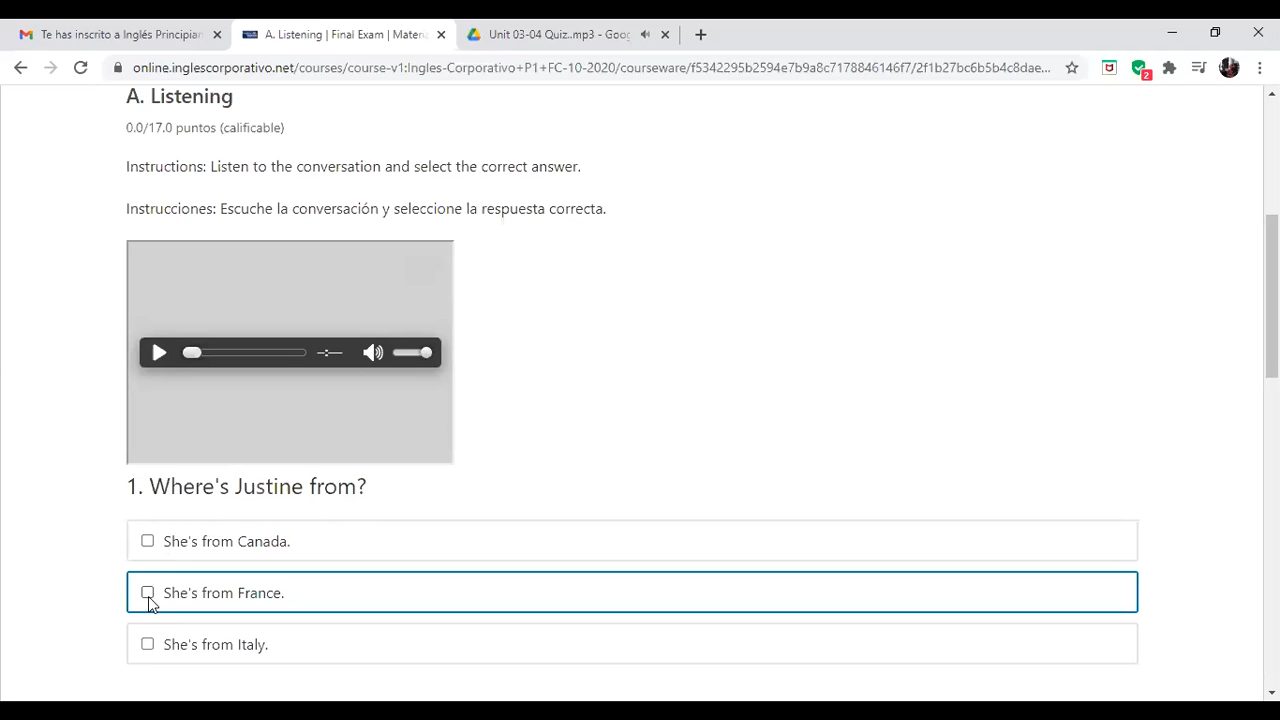 Te has inscrito a Inglés Principian
A. Listening | Final Exam | Materi
Unit 03-04 Quiz..mp3 - Goog
online.inglescorporativo.net/courses/course-v1:Ingles-Corporativo+P1+FC-10-2020/courseware/f5342295b2594e7b9a8c7178846146f7/2f1b27bc6b5b4c8dae...
2
A. Listening
0.0/17.0 puntos (calificable)
Instructions: Listen to the conversation and select the correct answer.
Instrucciones: Escuche la conversación y seleccione la respuesta correcta.
1. Where's Justine from?
She's from Canada.
She's from France.
She's from Italy.